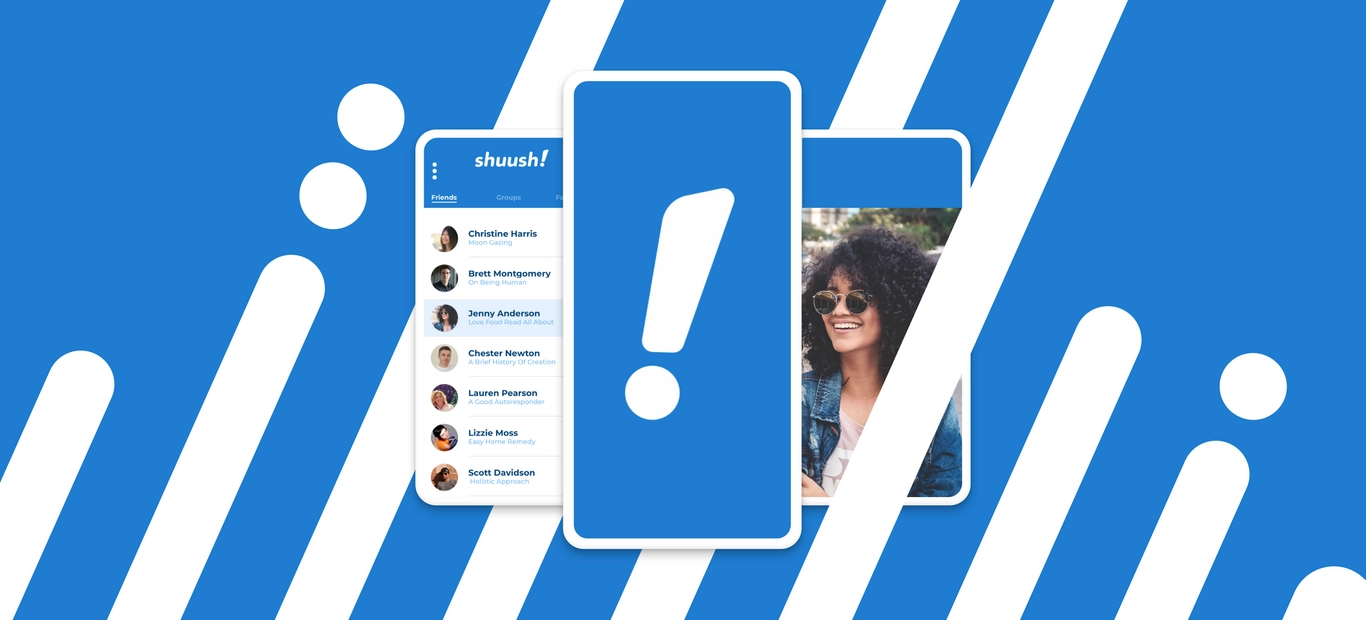 shuush!
Friends Groups
Christine Harris
Moon Gazing
Brett Montgomery
On Being Human
Jenny Anderson
Love Food Read All About
Chester Newton
A Brief History Of Creation
Lauren Pearson
A Good Autoresponder
Lizzie Moss
Easy Home Remedy
Scott Davidson
Holistic Approach
!